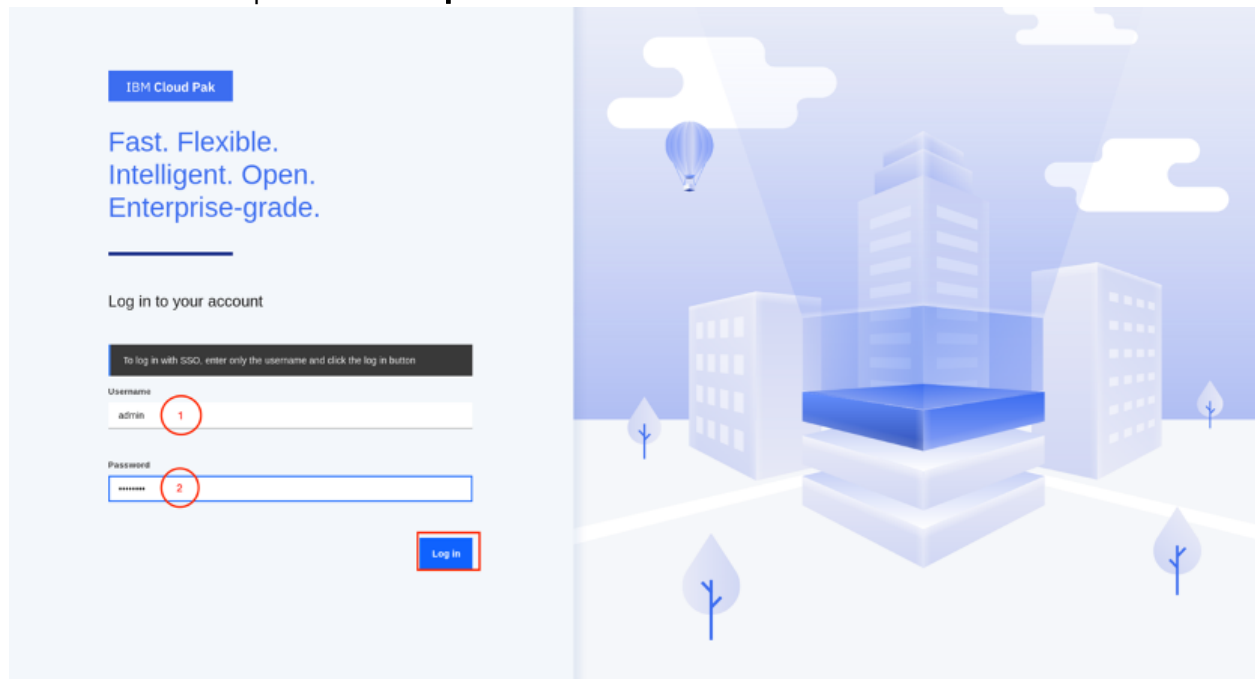 IBM Cloud Pak
Fast. Flexible.
Intelligent. Open.
Enterprise-grade.
Log in to your account
To log in with SSO, enter only the username and click the log in button
Username
admin
1
Password
••••••••
2
Log in